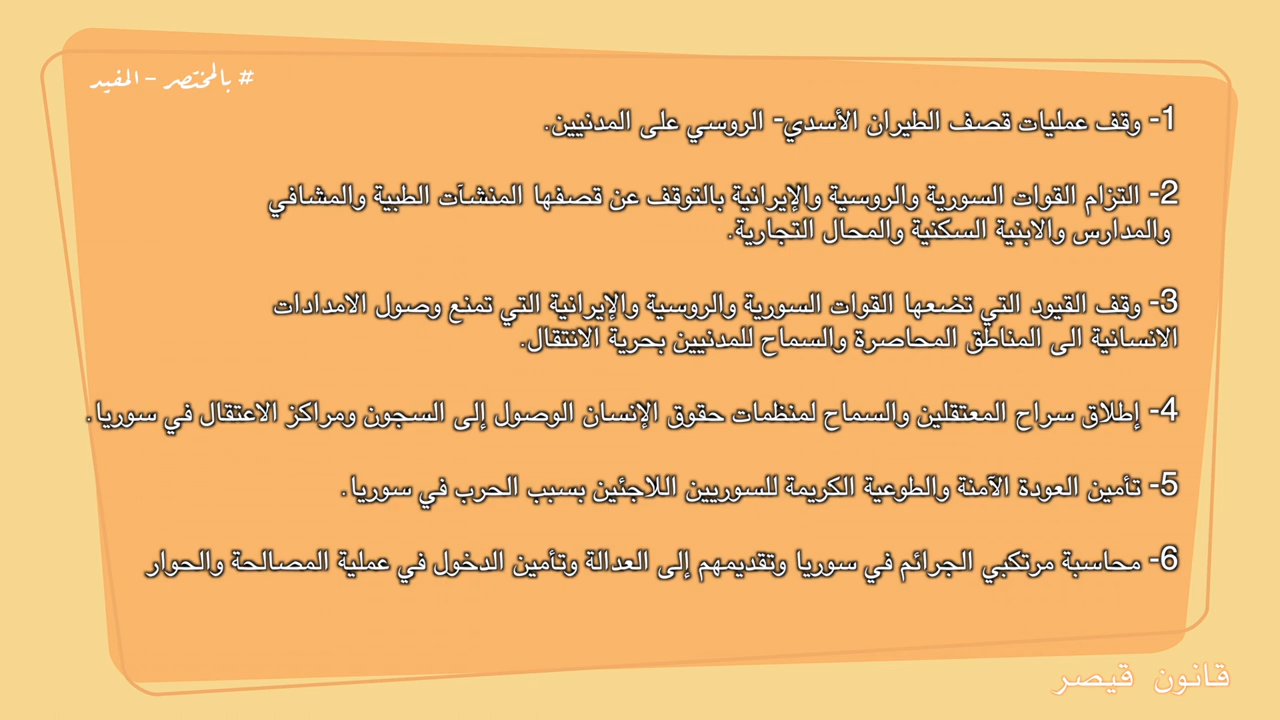 # بالمختصر - المفيد
1- وقف عمليات قصف الطيران الأسدي- الروسي على المدنيين.
2- التزام القوات السورية والروسية والإيرانية بالتوقف عن قصفها المنشآت الطبية والمشافي
والمدارس والابنية السكنية والمحال التجارية.
3- وقف القيود التي تضعها القوات السورية والروسية والإيرانية التي تمنع وصول الامدادات
الانسانية الى المناطق المحاصرة والسماح للمدنيين بحرية الانتقال.
4- إطلاق سراح المعتقلين والسماح لمنظمات حقوق الإنسان الوصول إلى السجون ومراكز الاعتقال في سوريا.
5- تأمين العودة الآمنة والطوعية الكريمة للسوريين اللاجئين بسبب الحرب في سوريا.
6- محاسبة مرتكبي الجرائم في سوريا وتقديمهم إلى العدالة وتأمين الدخول في عملية المصالحة والحوار
قانون قيصر